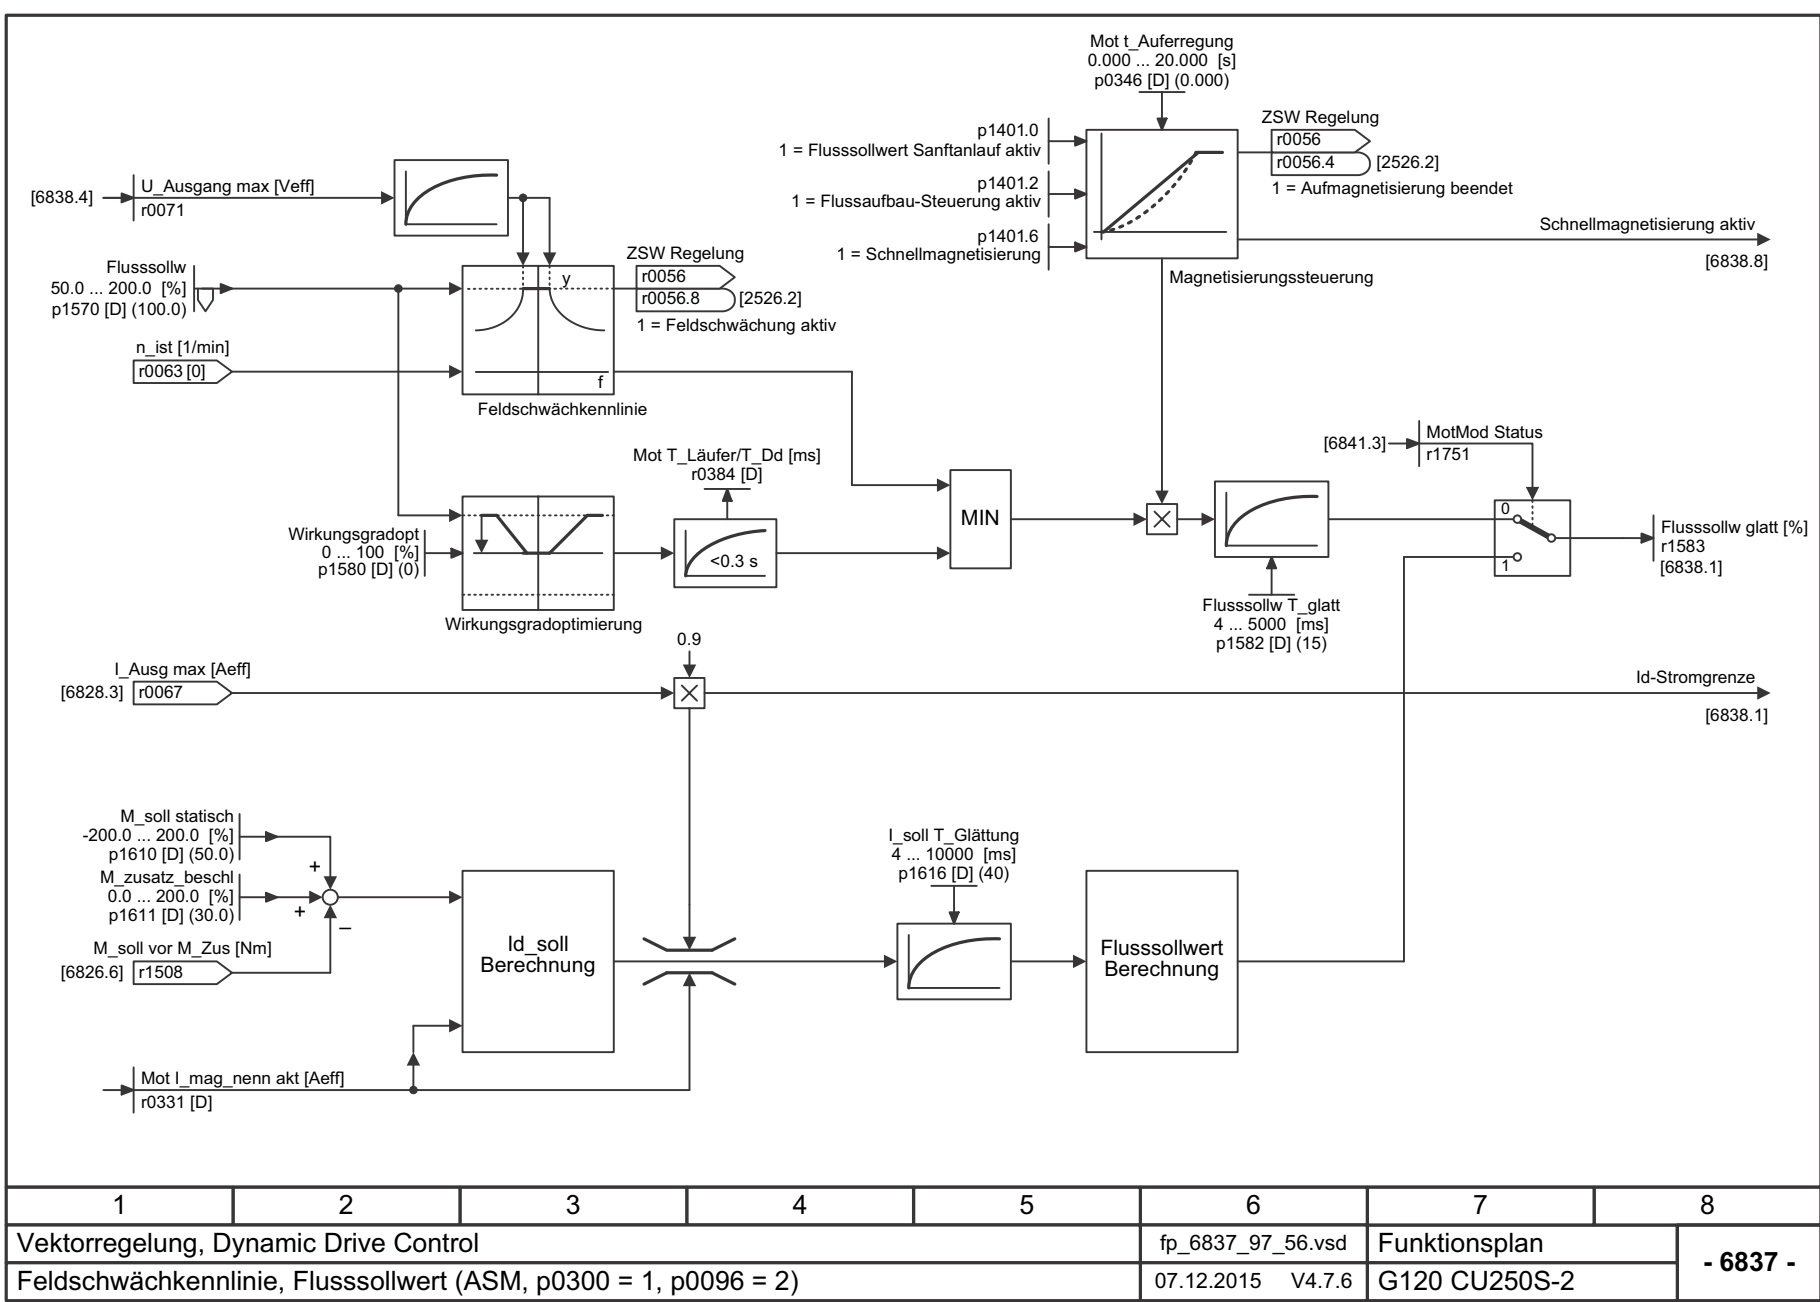 Mot t_Auferregung
0.000 ... 20.000 [s]
p0346 [D] (0.000)
p1401.0
1 = Flusssollwert Sanftanlauf aktiv
p1401.2
1 = Flussaufbau-Steuerung aktiv
p1401.6
1 = Schnellmagnetisierung
ZSW Regelung
r0056
r0056.4
[2526.2]
1 = Aufmagnetisierung beendet
Schnellmagnetisierung aktiv
[6838.8]
Magnetisierungssteuerung
[6838.4]
U_Ausgang max [Veff]
r0071
Flusssollw
50.0 ... 200.0 [%]
p1570 [D] (100.0)
n_ist [1/min]
r0063 [0]
y
f
Feldschwächkennlinie
ZSW Regelung
r0056
r0056.8
[2526.2]
1 = Feldschwächung aktiv
Mot T_Läufer/T_Dd [ms]
r0384 [D]
Wirkungsgradopt
0 ... 100 [%]
p1580 [D] (0)
Wirkungsgradoptimierung
<0.3 s
MIN
Flusssollw T_glatt
4 ... 5000 [ms]
p1582 [D] (15)
[6841.3]
MotMod Status
r1751
0
1
Flusssollw glatt [%]
r1583
[6838.1]
0.9
I_Ausg max [Aeff]
[6828.3]
r0067
Id-Stromgrenze
[6838.1]
M_soll statisch
-200.0 ... 200.0 [%]
p1610 [D] (50.0)
+
M_zusatz_beschl
0.0 ... 200.0 [%]
p1611 [D] (30.0)
+
–
M_soll vor M_Zus [Nm]
[6826.6]
r1508
Id_soll
Berechnung
Mot I_mag_nenn akt [Aeff]
r0331 [D]
I_soll T_Glättung
4 ... 10000 [ms]
p1616 [D] (40)
Flusssollwert
Berechnung
1 2 3 4 5 6 7 8
Vektorregelung, Dynamic Drive Control
fp_6837_97_56.vsd
Funktionsplan
- 6837 -
Feldschwächkennlinie, Flusssollwert (ASM, p0300 = 1, p0096 = 2)
07.12.2015 V4.7.6
G120 CU250S-2